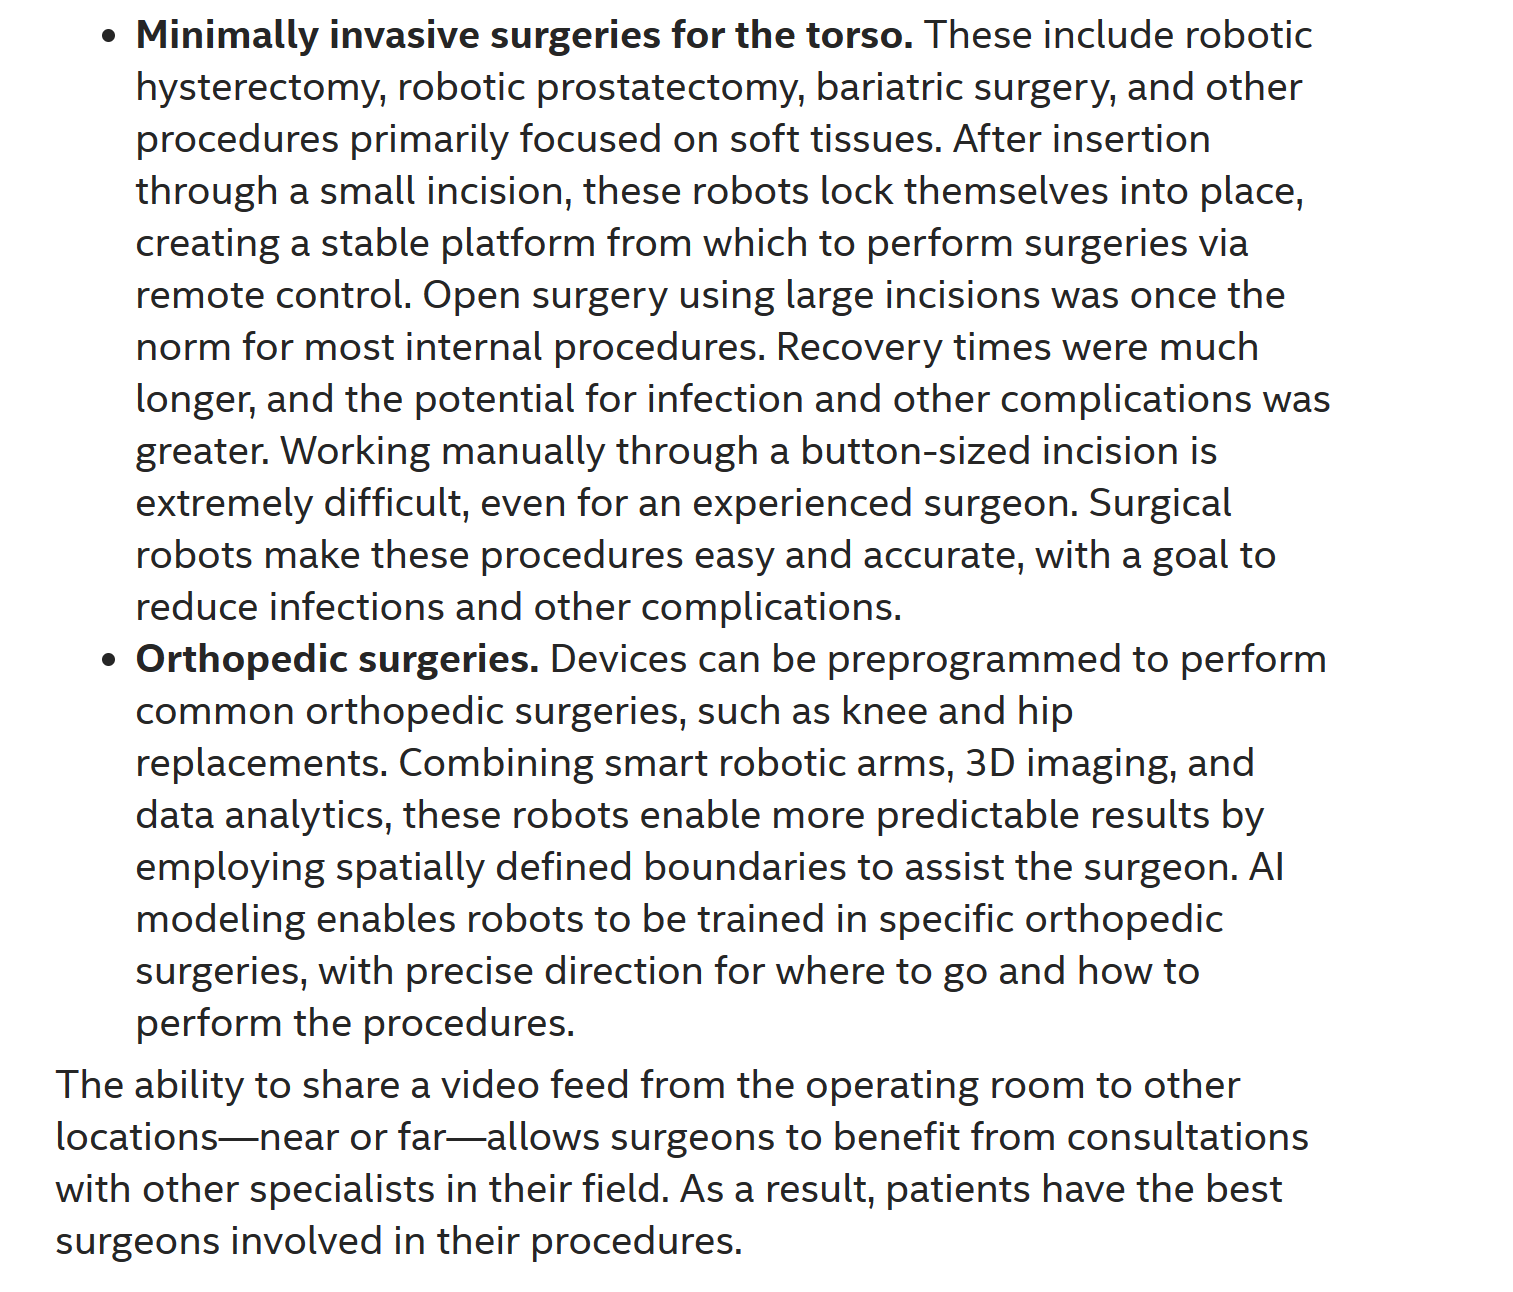 • Minimally invasive surgeries for the torso. These include robotic
hysterectomy, robotic prostatectomy, bariatric surgery, and other
procedures primarily focused on soft tissues. After insertion
through a small incision, these robots lock themselves into place,
creating a stable platform from which to perform surgeries via
remote control. Open surgery using large incisions was once the
norm for most internal procedures. Recovery times were much
longer, and the potential for infection and other complications was
greater. Working manually through a button-sized incision is
extremely difficult, even for an experienced surgeon. Surgical
robots make these procedures easy and accurate, with a goal to
reduce infections and other complications.
• Orthopedic surgeries. Devices can be preprogrammed to perform
common orthopedic surgeries, such as knee and hip
replacements. Combining smart robotic arms, 3D imaging, and
data analytics, these robots enable more predictable results by
employing spatially defined boundaries to assist the surgeon. AI
modeling enables robots to be trained in specific orthopedic
surgeries, with precise direction for where to go and how to
perform the procedures.
The ability to share a video feed from the operating room to other
locations—near or far—allows surgeons to benefit from consultations
with other specialists in their field. As a result, patients have the best
surgeons involved in their procedures.